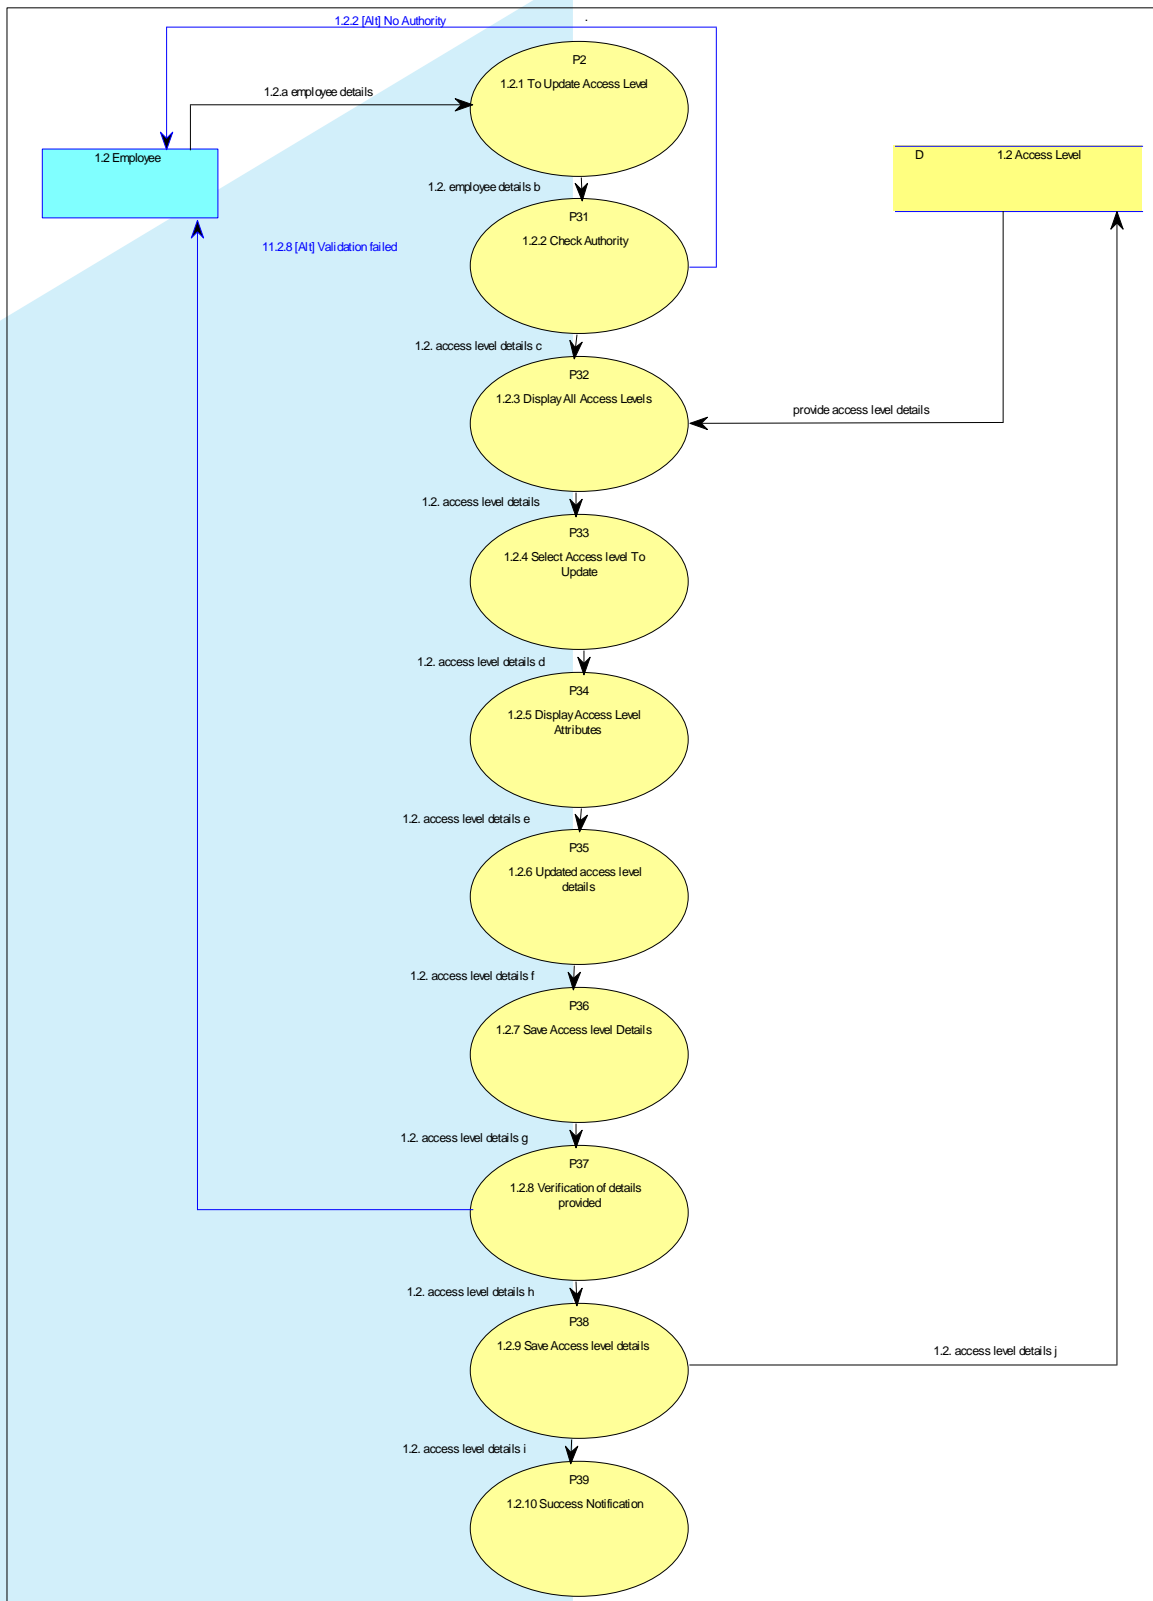 1.2.2 [Alt] No Authority
.
P2
1.2.1 To Update Access Level
1.2.a employee details
1.2 Employee
D 1.2 Access Level
1.2. employee details b
P31
1.2.2 Check Authority
11.2.8 [Alt] Validation failed
1.2. access level details c
P32
1.2.3 Display All Access Levels
provide access level details
1.2. access level details
P33
1.2.4 Select Access level To
Update
1.2. access level details d
P34
1.2.5 Display Access Level
Attributes
1.2. access level details e
P35
1.2.6 Updated access level
details
1.2. access level details f
P36
1.2.7 Save Access level Details
1.2. access level details g
P37
1.2.8 Verification of details
provided
1.2. access level details h
P38
1.2.9 Save Access level details
1.2. access level details j
1.2. access level details i
P39
1.2.10 Success Notification